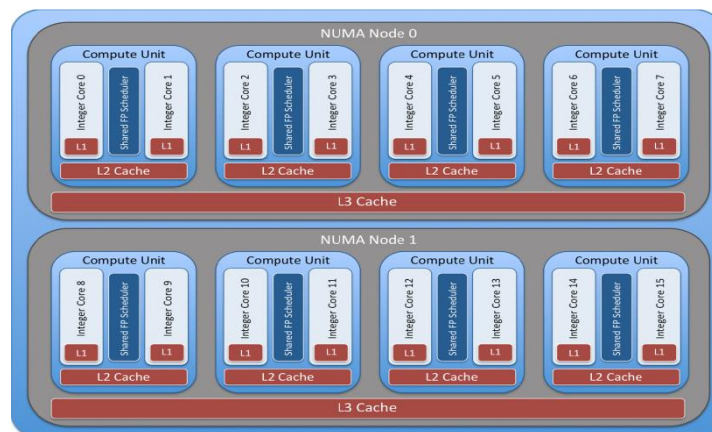 NUMA Node 0
Compute Unit
Integer Core 0
Shared FP Scheduler
Integer Core 1
L1
L1
L2 Cache
Compute Unit
Integer Core 2
Shared FP Scheduler
Integer Core 3
L1
L1
L2 Cache
Compute Unit
Integer Core 4
Shared FP Scheduler
Integer Core 5
L1
L1
L2 Cache
Compute Unit
Integer Core 6
Shared FP Scheduler
Integer Core 7
L1
L1
L2 Cache
L3 Cache
NUMA Node 1
Compute Unit
Integer Core 8
Shared FP Scheduler
Integer Core 9
L1
L1
L2 Cache
Compute Unit
Integer Core 10
Shared FP Scheduler
Integer Core 11
L1
L1
L2 Cache
Compute Unit
Integer Core 12
Shared FP Scheduler
Integer Core 13
L1
L1
L2 Cache
Compute Unit
Integer Core 14
Shared FP Scheduler
Integer Core 15
L1
L1
L2 Cache
L3 Cache